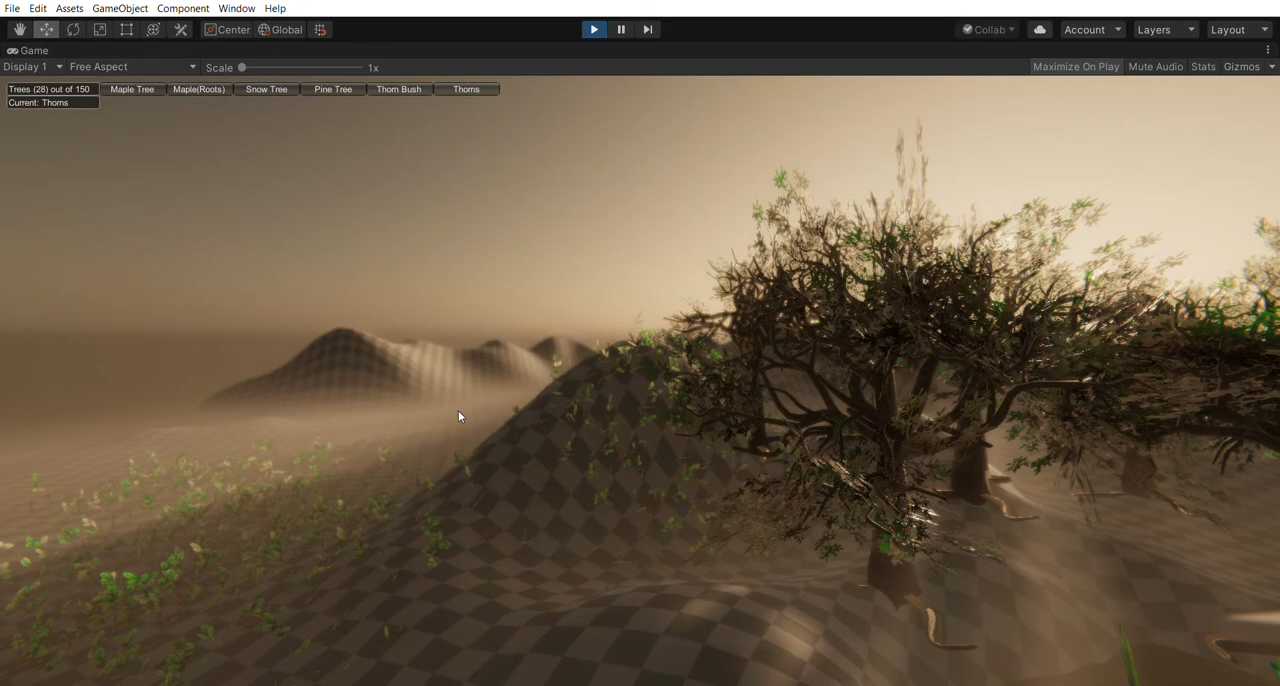 File Edit Assets GameObject Component Window Help
Center Global Collab Account Layers Layout
Game
Display 1 Free Aspect Scale 1x Maximize On Play Mute Audio Stats Gizmos
Trees (28) out of 150 Maple Tree Maple(Roots) Snow Tree Pine Tree Thorn Bush Thorns
Current: Thorns